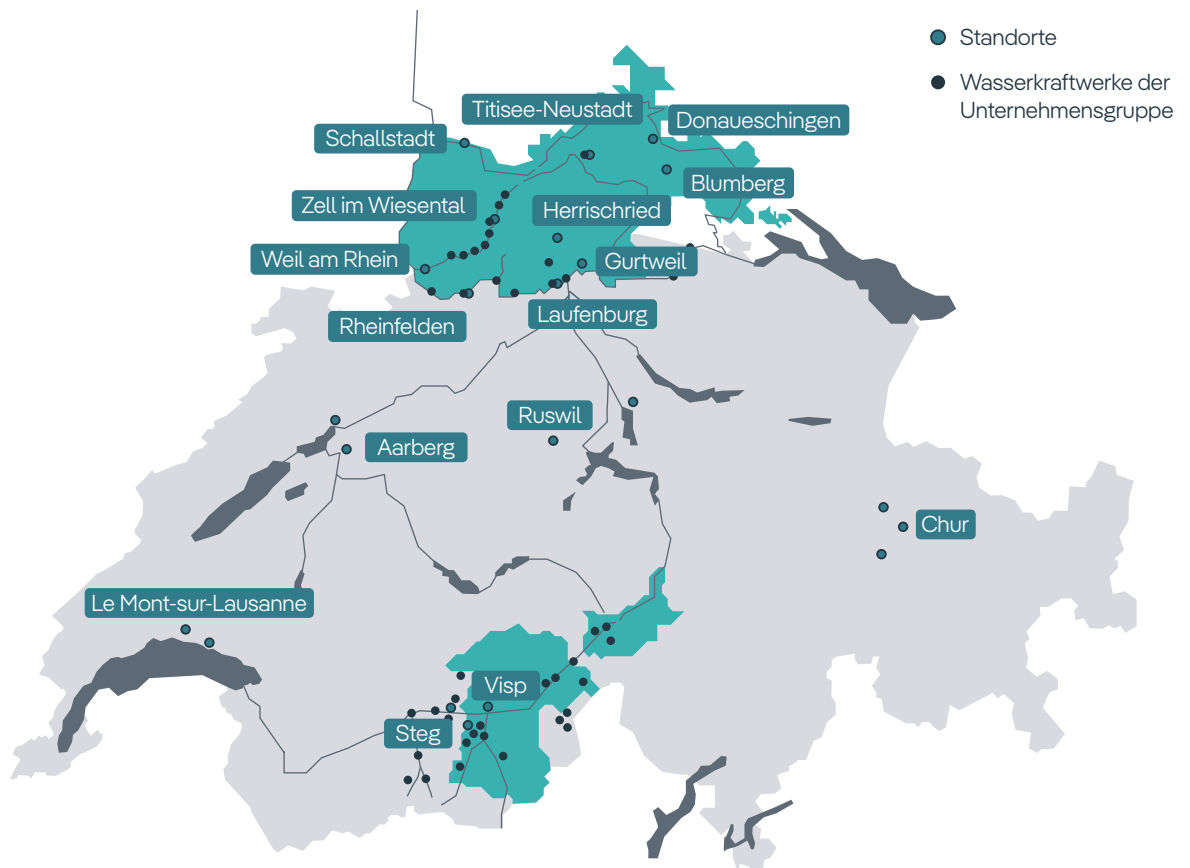 Standorte
Wasserkraftwerke der
Unternehmensgruppe
Titisee-Neustadt
Donaueschingen
Schallstadt
Blumberg
Zell im Wiesental
Herrischried
Weil am Rhein
Gurtweil
Rheinfelden
Laufenburg
Ruswil
Aarberg
Chur
Le Mont-sur-Lausanne
Visp
Steg